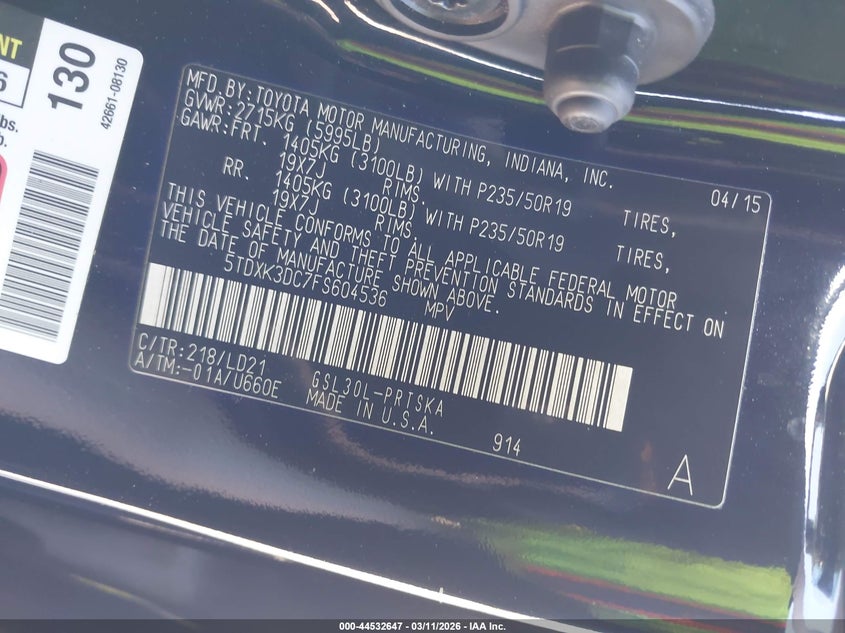 NT
6
bs.
b.
130
42661-08130
MFD.BY:TOYOTA MOTOR MANUFACTURING, INDIANA, INC. 04/15
GVWR:2715KG (5995LB)
GAWR:FRT. 1405KG (3100LB) WITH P235/50R19 TIRES,
19X7J RIMS.
RR. 1405KG (3100LB) WITH P235/50R19 TIRES,
19X7J RIMS.
THIS VEHICLE CONFORMS TO ALL APPLICABLE FEDERAL MOTOR
VEHICLE SAFETY AND THEFT PREVENTION STANDARDS IN EFFECT ON
THE DATE OF MANUFACTURE SHOWN ABOVE.
5TDXK3DC7FS604536 MPV
C/TR:218/LD21
A/TM:-01A/U660E
GSL30L-PRTSKA
MADE IN U.S.A.
914
A
000-44532647 - 03/11/2026 - IAA Inc.